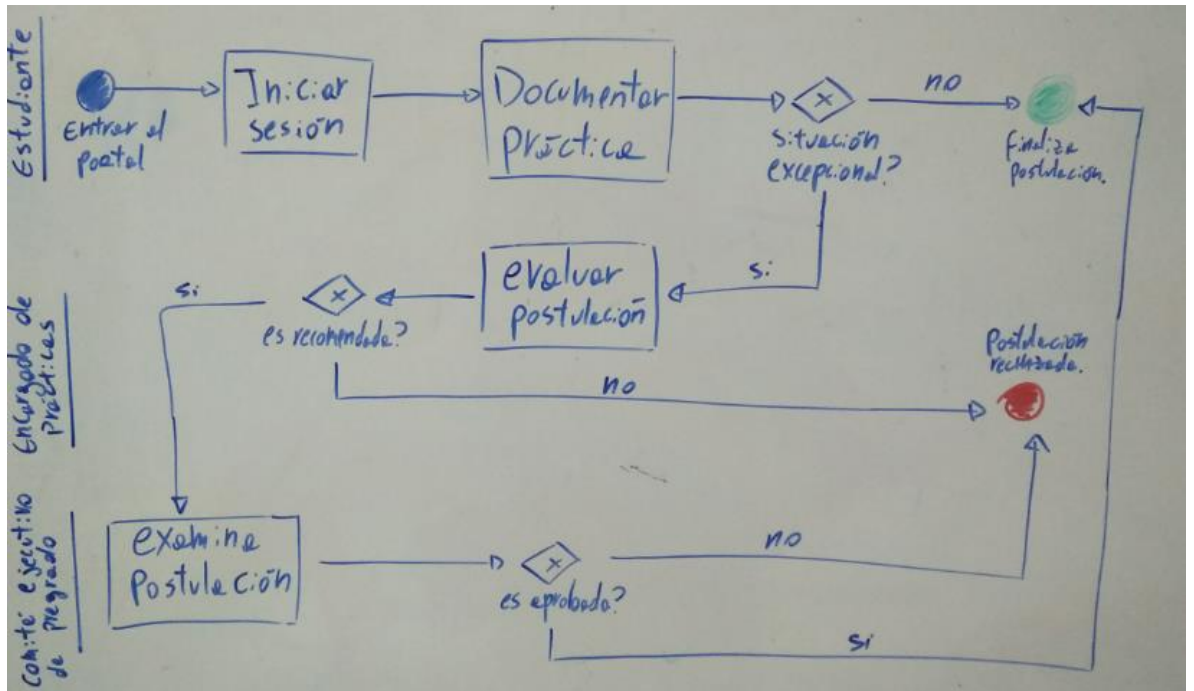 Estudiante
Entrar al
portal
Iniciar
sesión
Documentar
práctica
situación
excepcional?
no
Finaliza
postulación.
si
Encargado de
prácticas
evaluar
postulación
es recomendada?
si
no
Postulación
rechazada.
Comité ejecutivo
de pregrado
examina
Postulación
es aprobada?
no
si